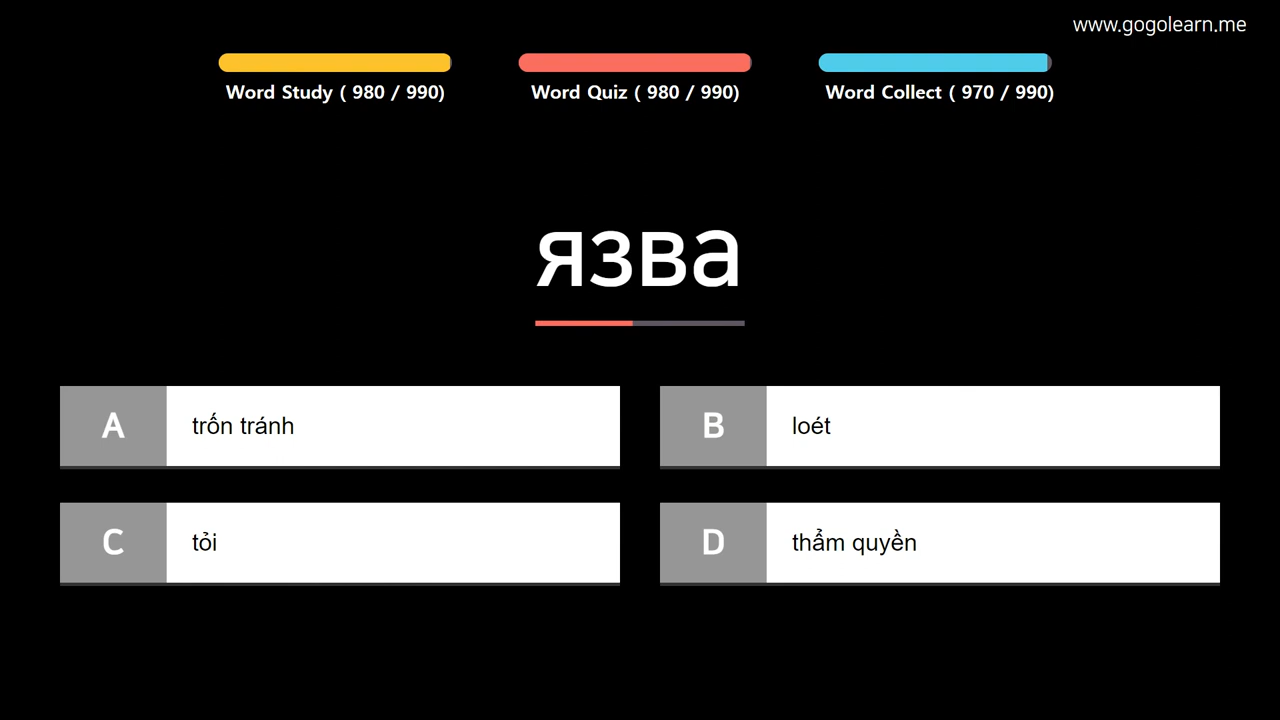 www.gogolearn.me
Word Study ( 980 / 990)
Word Quiz ( 980 / 990)
Word Collect ( 970 / 990)
язва
A
trốn tránh
B
loét
C
tỏi
D
thẩm quyền